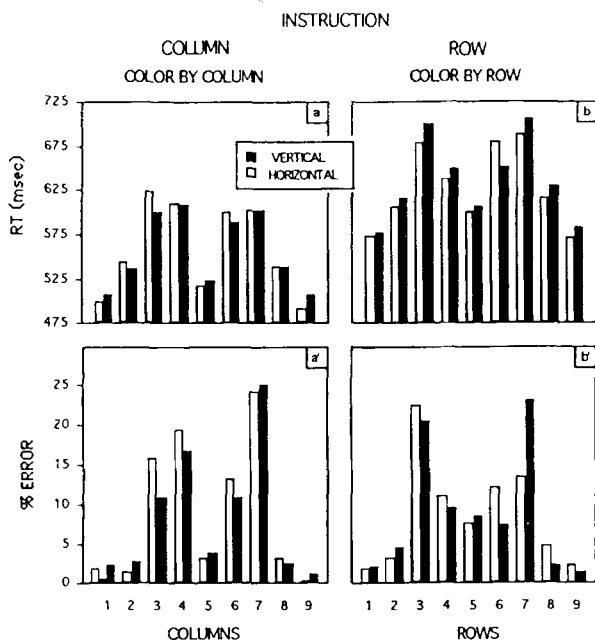 INSTRUCTION
COLUMN ROW
COLOR BY COLUMN COLOR BY ROW
725
675
625
575
525
475
RT (msec)
a
b
VERTICAL
HORIZONTAL
25
20
15
10
5
0
% ERROR
a'
b'
1 2 3 4 5 6 7 8 9
1 2 3 4 5 6 7 8 9
COLUMNS ROWS